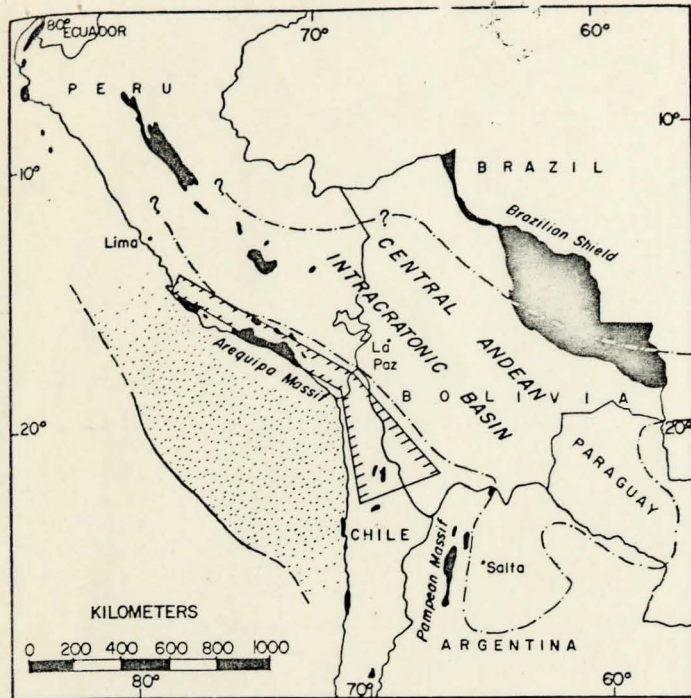 80°
ECUADOR
70°
60°
PERU
10°
BRAZIL
10°
Brazilian Shield
Lima
?
?
?
CENTRAL ANDEAN
INTRACRATONIC BASIN
La Paz
Arequipa Massif
BOLIVIA
20°
20°
PARAGUAY
CHILE
Salta
Pampean Massif
KILOMETERS
ARGENTINA
0 200 400 600 800 1000
80°
70°
60°